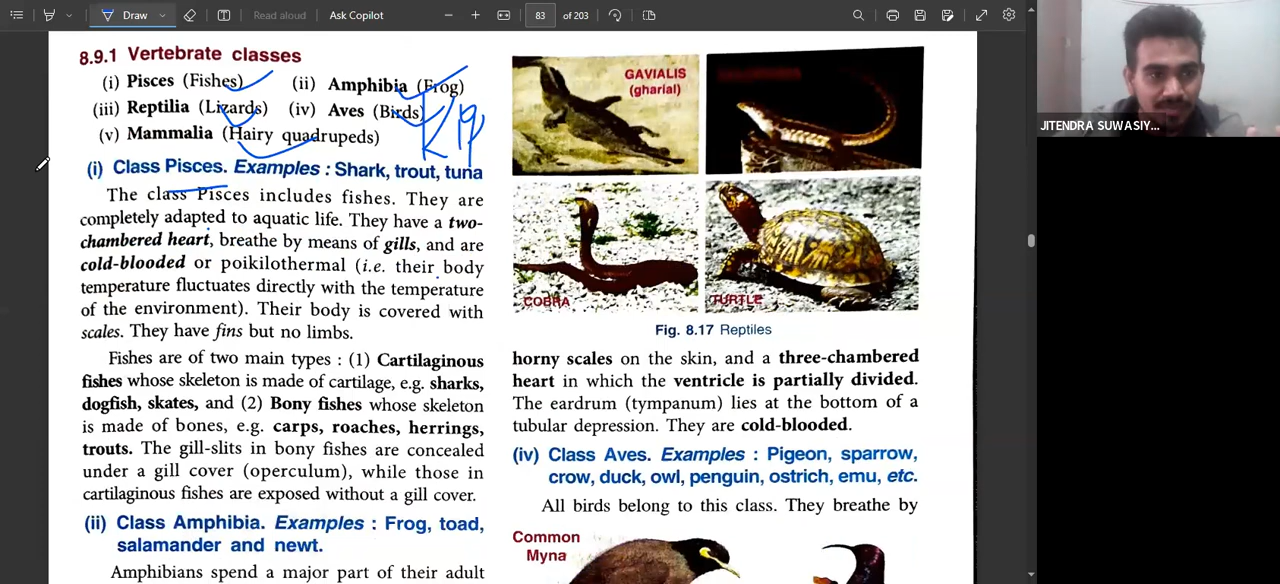 Draw
Read aloud
Ask Copilot
83
of 203
8.9.1 Vertebrate classes
(i) Pisces (Fishes)
(ii) Amphibia (Frog)
(iii) Reptilia (Lizards)
(iv) Aves (Birds)
(v) Mammalia (Hairy quadrupeds)
(i) Class Pisces. Examples : Shark, trout, tuna
The class Pisces includes fishes. They are
completely adapted to aquatic life. They have a two-
chambered heart, breathe by means of gills, and are
cold-blooded or poikilothermal (i.e. their body
temperature fluctuates directly with the temperature
of the environment). Their body is covered with
scales. They have fins but no limbs.
Fishes are of two main types : (1) Cartilaginous
fishes whose skeleton is made of cartilage, e.g. sharks,
dogfish, skates, and (2) Bony fishes whose skeleton
is made of bones, e.g. carps, roaches, herrings,
trouts. The gill-slits in bony fishes are concealed
under a gill cover (operculum), while those in
cartilaginous fishes are exposed without a gill cover.
(ii) Class Amphibia. Examples : Frog, toad,
salamander and newt.
Amphibians spend a major part of their adult
GAVIALIS
(gharial)
COBRA
TURTLE
Fig. 8.17 Reptiles
horny scales on the skin, and a three-chambered
heart in which the ventricle is partially divided.
The eardrum (tympanum) lies at the bottom of a
tubular depression. They are cold-blooded.
(iv) Class Aves. Examples : Pigeon, sparrow,
crow, duck, owl, penguin, ostrich, emu, etc.
All birds belong to this class. They breathe by
Common
Myna
JITENDRA SUWASIY...